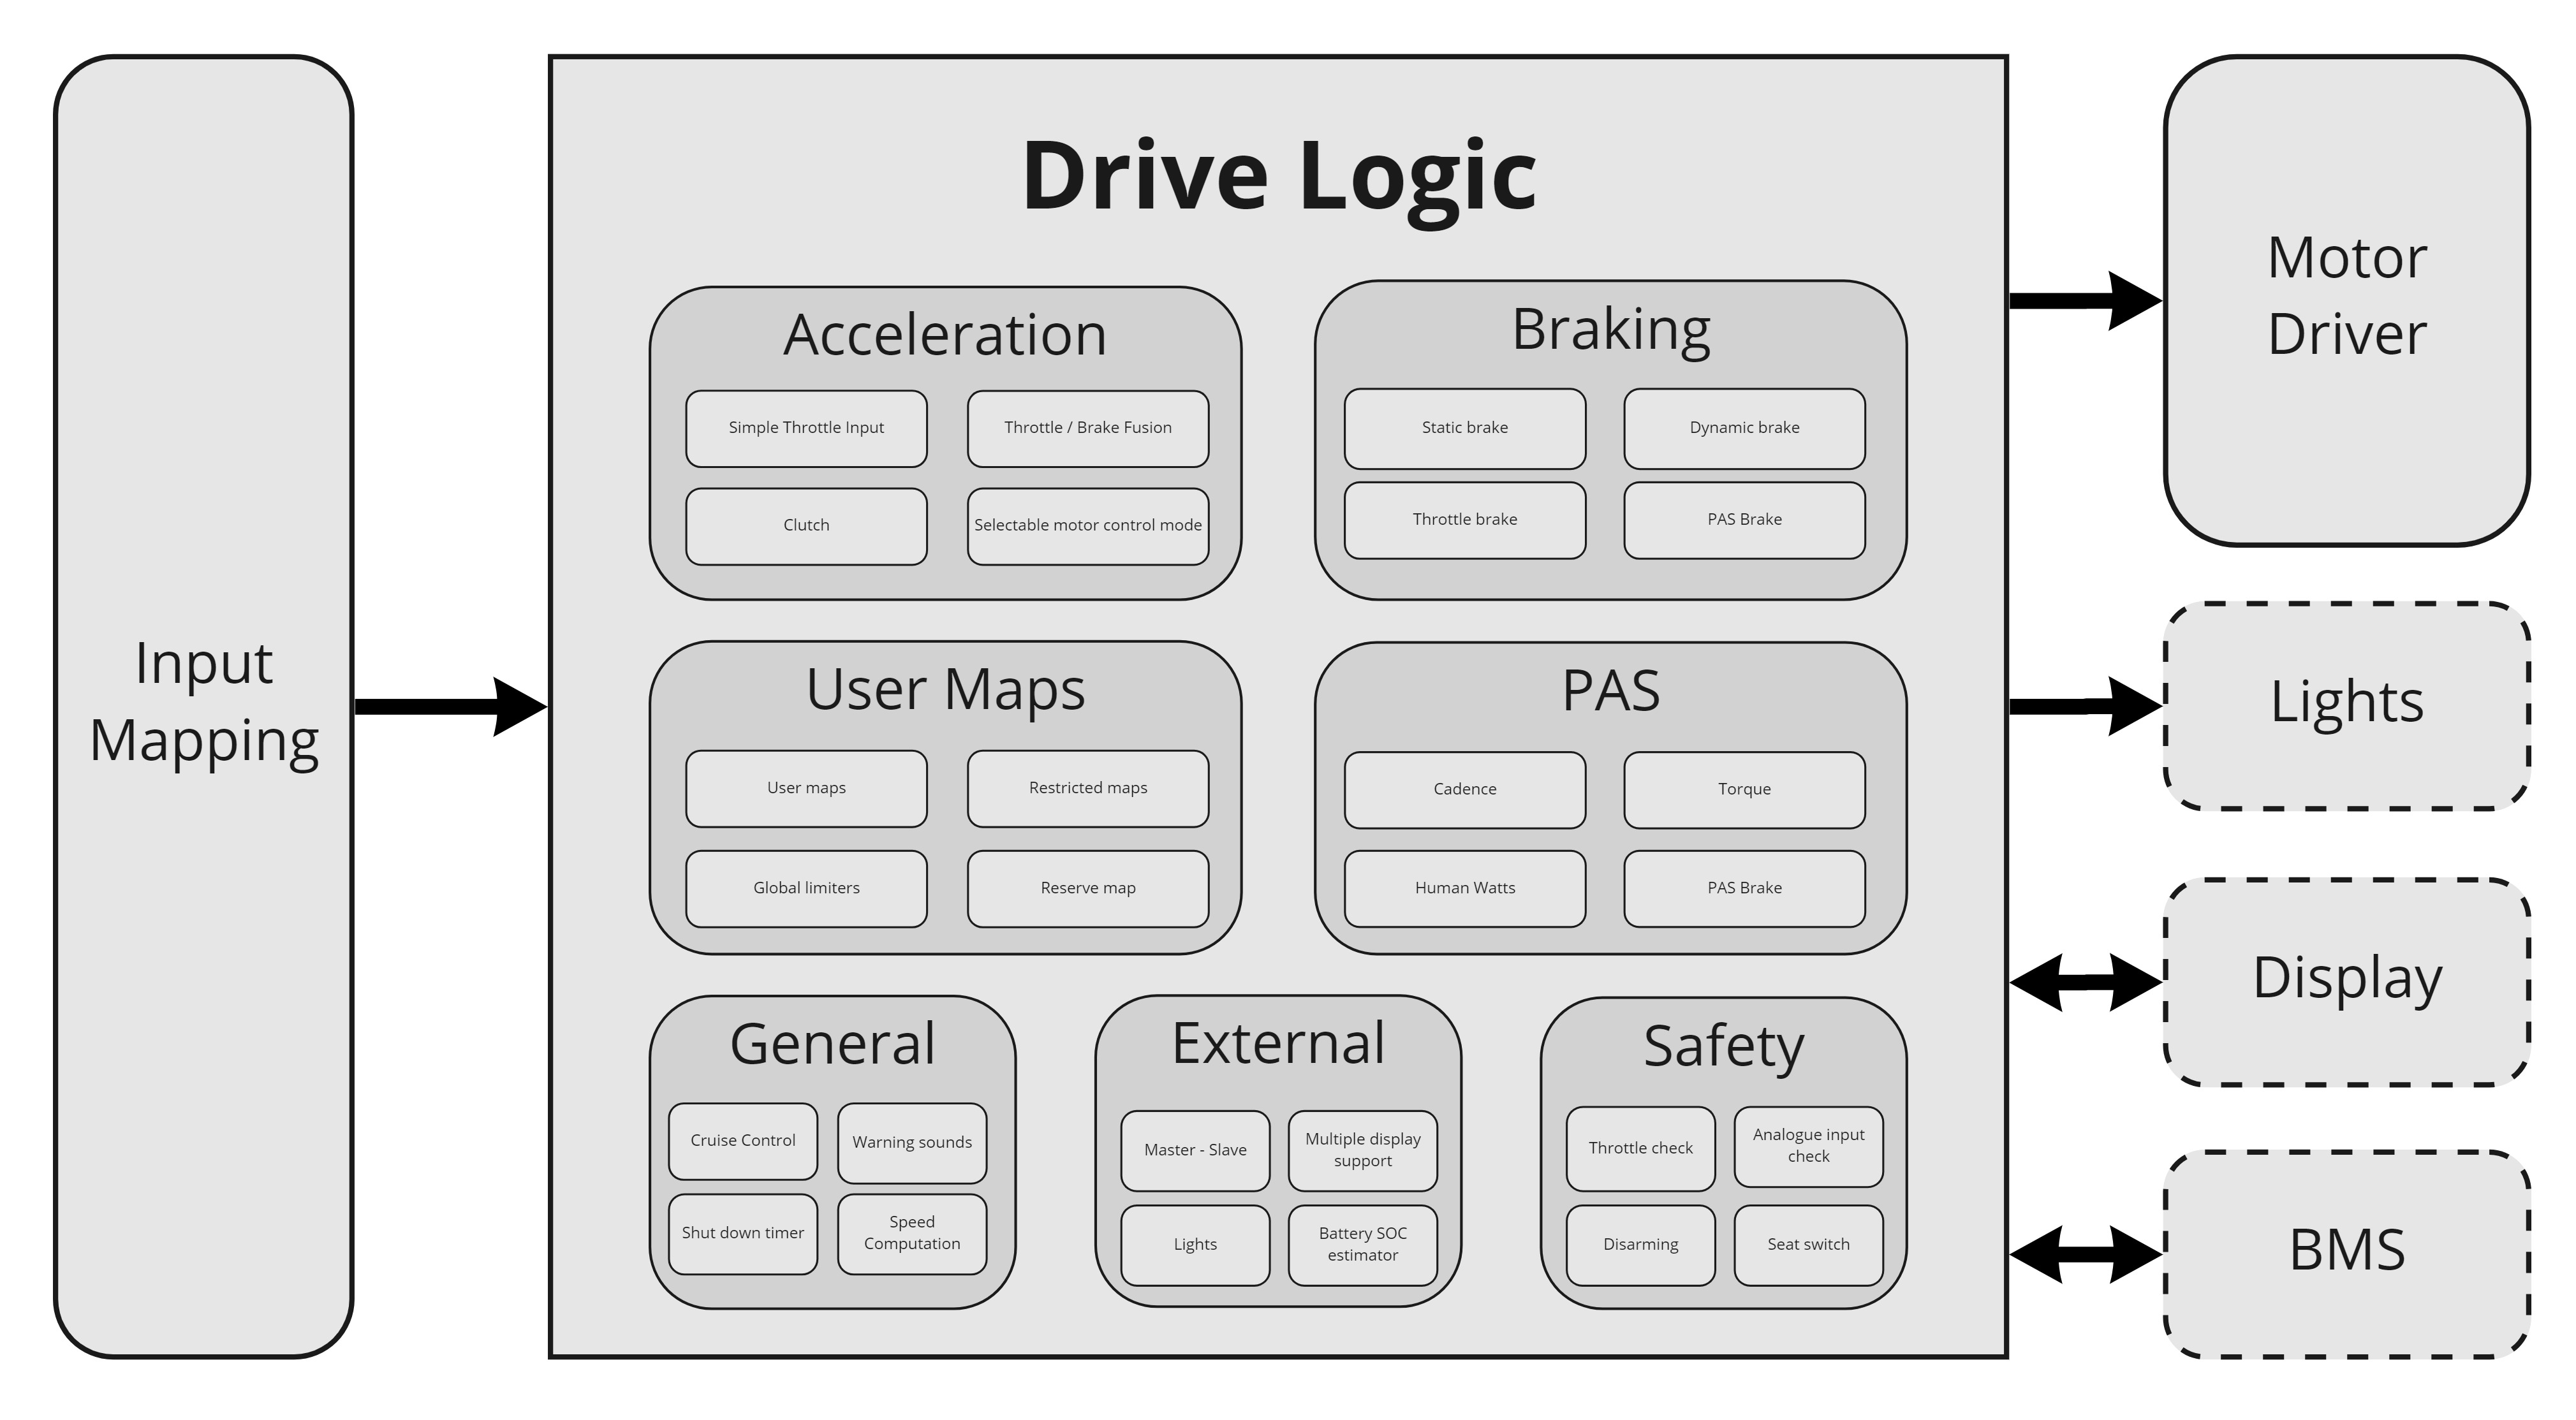 Input
Mapping
Drive Logic
Acceleration
Simple Throttle Input
Throttle / Brake Fusion
Clutch
Selectable motor control mode
Braking
Static brake
Dynamic brake
Throttle brake
PAS Brake
User Maps
User maps
Restricted maps
Global limiters
Reserve map
PAS
Cadence
Torque
Human Watts
PAS Brake
General
Cruise Control
Warning sounds
Shut down timer
Speed
Computation
External
Master - Slave
Multiple display
support
Lights
Battery SOC
estimator
Safety
Throttle check
Analogue input
check
Disarming
Seat switch
Motor
Driver
Lights
Display
BMS